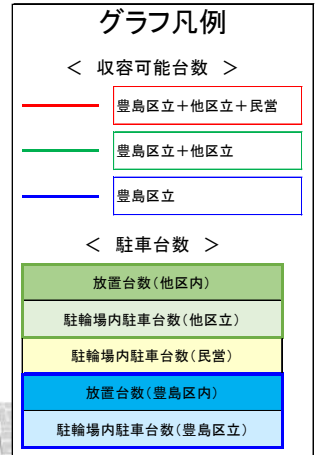 グラフ凡例
＜ 収容可能台数 ＞
豊島区立＋他区立＋民営
豊島区立＋他区立
豊島区立
＜ 駐車台数 ＞
放置台数(他区内)
駐輪場内駐車台数(他区立)
駐輪場内駐車台数(民営)
放置台数(豊島区内)
駐輪場内駐車台数(豊島区立)